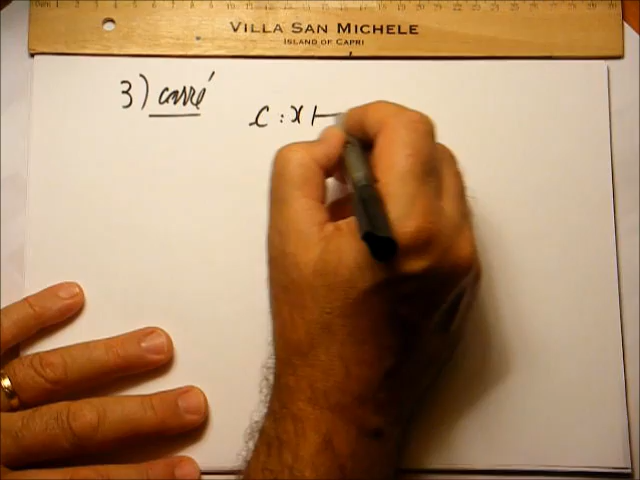 VILLA SAN MICHELE
ISLAND OF CAPRI
3) carré
C : x ↦